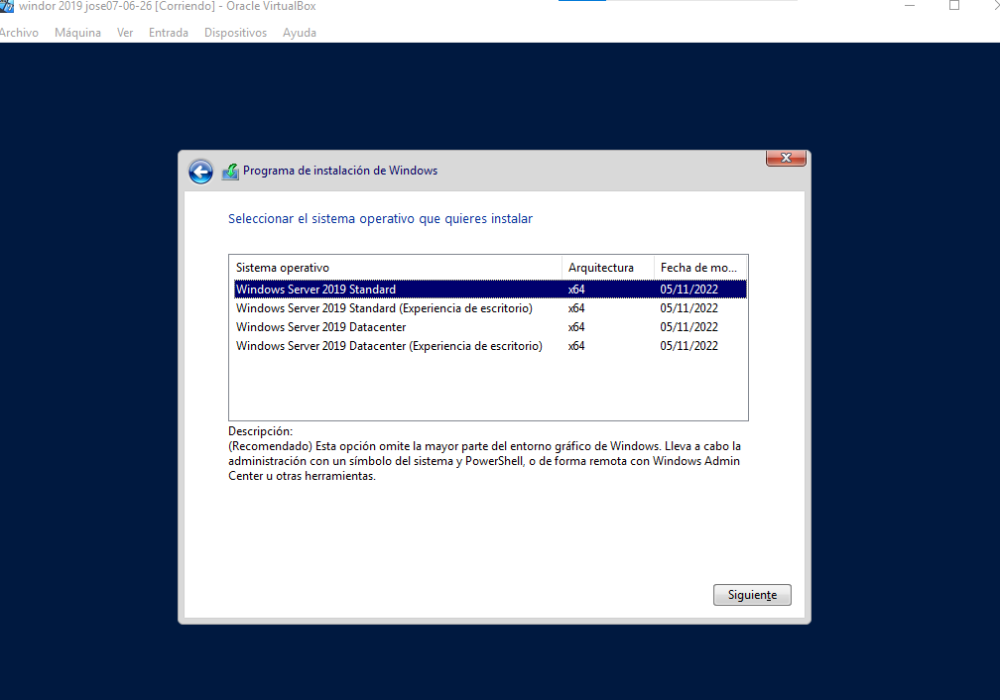 windor 2019 jose07-06-26 [Corriendo] - Oracle VirtualBox
Archivo Máquina Ver Entrada Dispositivos Ayuda
Programa de instalación de Windows
Seleccionar el sistema operativo que quieres instalar
Sistema operativo Arquitectura Fecha de mo...
Windows Server 2019 Standard x64 05/11/2022
Windows Server 2019 Standard (Experiencia de escritorio) x64 05/11/2022
Windows Server 2019 Datacenter x64 05/11/2022
Windows Server 2019 Datacenter (Experiencia de escritorio) x64 05/11/2022
Descripción:
(Recomendado) Esta opción omite la mayor parte del entorno gráfico de Windows. Lleva a cabo la
administración con un símbolo del sistema y PowerShell, o de forma remota con Windows Admin
Center u otras herramientas.
Siguiente